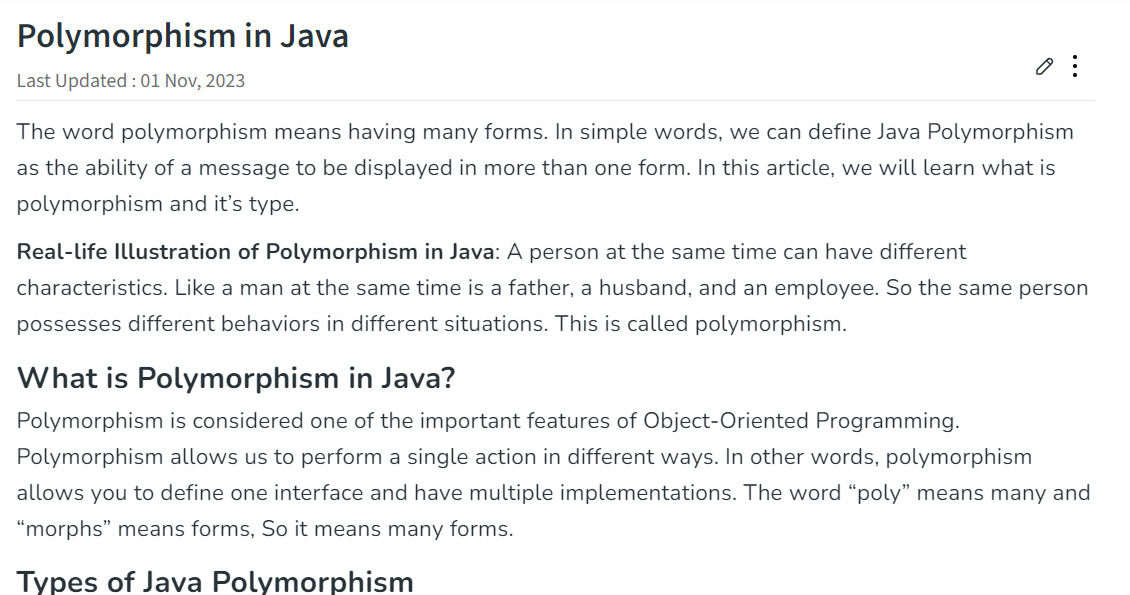 Polymorphism in Java
Last Updated : 01 Nov, 2023
The word polymorphism means having many forms. In simple words, we can define Java Polymorphism
as the ability of a message to be displayed in more than one form. In this article, we will learn what is
polymorphism and it’s type.
Real-life Illustration of Polymorphism in Java: A person at the same time can have different
characteristics. Like a man at the same time is a father, a husband, and an employee. So the same person
possesses different behaviors in different situations. This is called polymorphism.
What is Polymorphism in Java?
Polymorphism is considered one of the important features of Object-Oriented Programming.
Polymorphism allows us to perform a single action in different ways. In other words, polymorphism
allows you to define one interface and have multiple implementations. The word “poly” means many and
“morphs” means forms, So it means many forms.
Types of Java Polymorphism